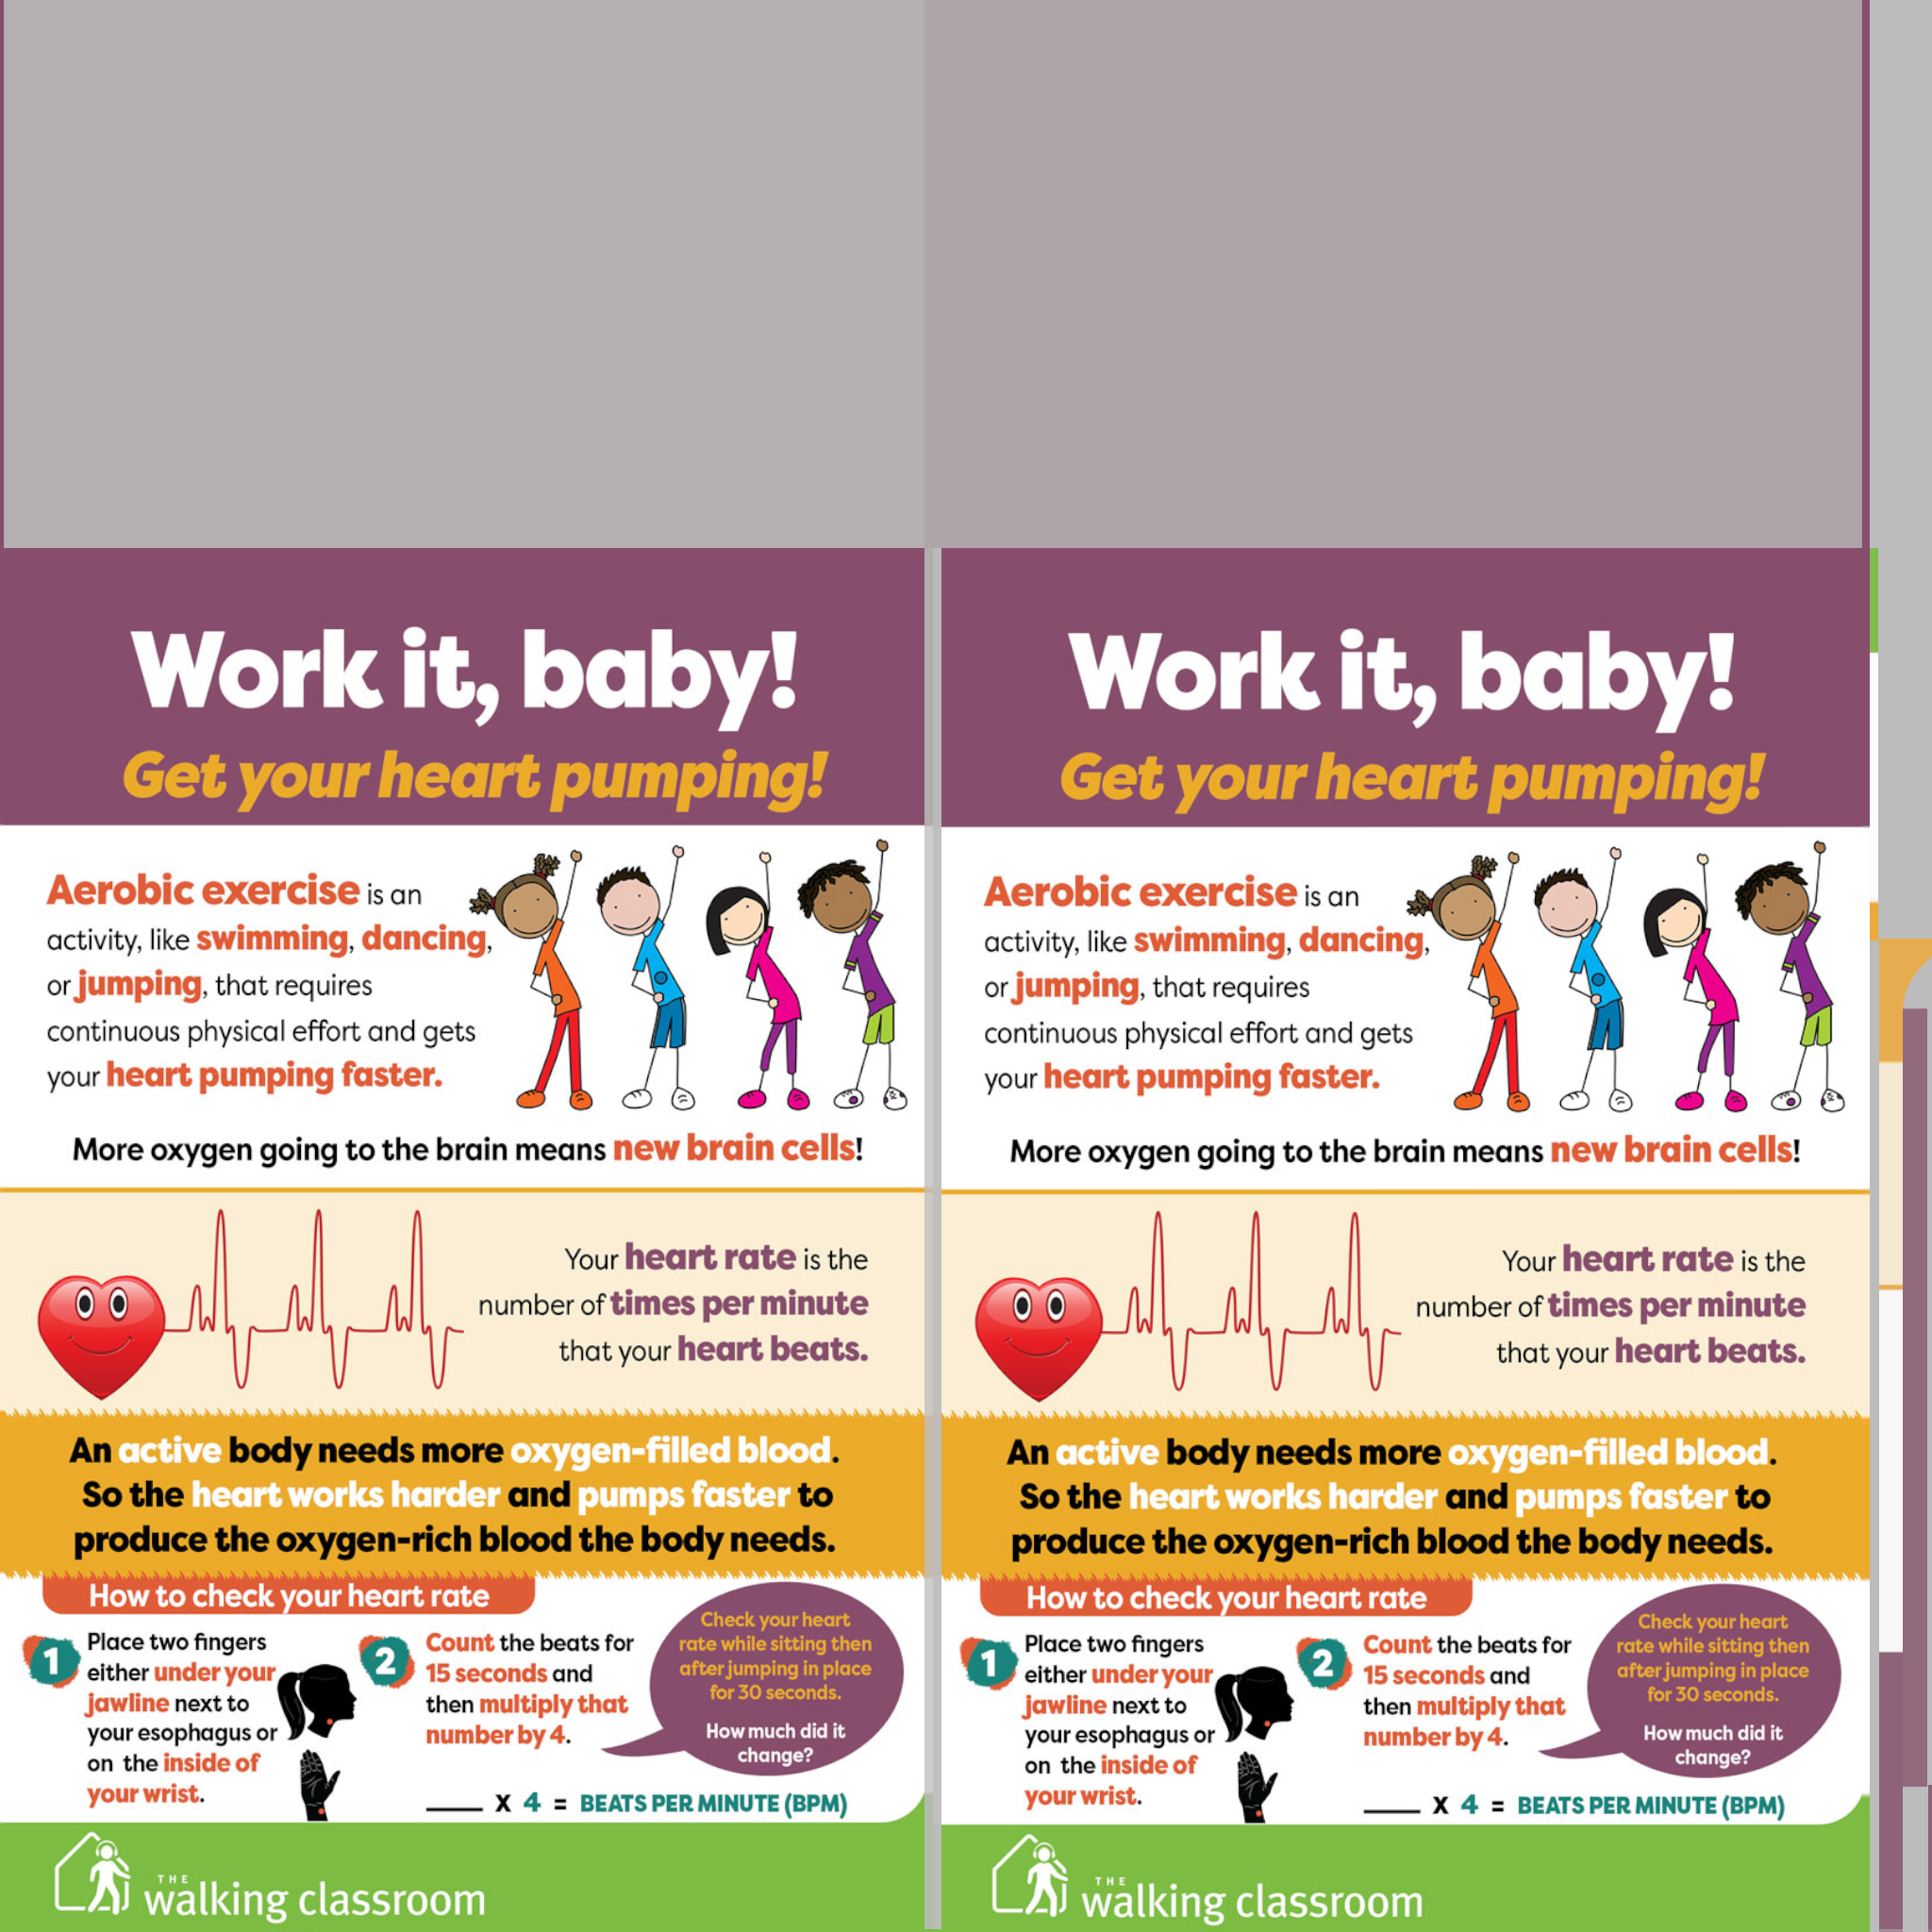 Work it, baby!
Get your heart pumping!
Aerobic exercise is an
activity, like swimming, dancing,
or jumping, that requires
continuous physical effort and gets
your heart pumping faster.
More oxygen going to the brain means new brain cells!
Your heart rate is the
number of times per minute
that your heart beats.
An active body needs more oxygen-filled blood.
So the heart works harder and pumps faster to
produce the oxygen-rich blood the body needs.
How to check your heart rate
1
Place two fingers
either under your
jawline next to
your esophagus or
on the inside of
your wrist.
2
Count the beats for
15 seconds and
then multiply that
number by 4.
Check your heart
rate while sitting then
after jumping in place
for 30 seconds.
How much did it
change?
____ X 4 = BEATS PER MINUTE (BPM)
THE
walking classroom
Work it, baby!
Get your heart pumping!
Aerobic exercise is an
activity, like swimming, dancing,
or jumping, that requires
continuous physical effort and gets
your heart pumping faster.
More oxygen going to the brain means new brain cells!
Your heart rate is the
number of times per minute
that your heart beats.
An active body needs more oxygen-filled blood.
So the heart works harder and pumps faster to
produce the oxygen-rich blood the body needs.
How to check your heart rate
1
Place two fingers
either under your
jawline next to
your esophagus or
on the inside of
your wrist.
2
Count the beats for
15 seconds and
then multiply that
number by 4.
Check your heart
rate while sitting then
after jumping in place
for 30 seconds.
How much did it
change?
____ X 4 = BEATS PER MINUTE (BPM)
THE
walking classroom